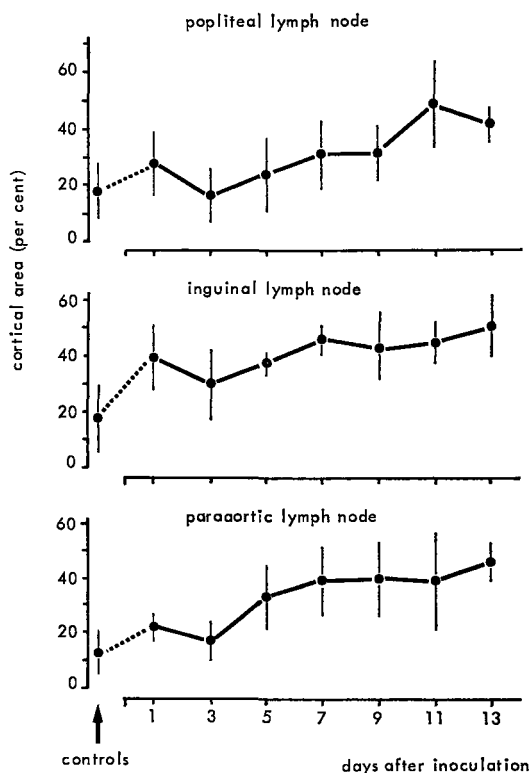 popliteal lymph node
60
40
20
0
cortical area (per cent)
inguinal lymph node
60
40
20
0
paraaortic lymph node
60
40
20
0
1 3 5 7 9 11 13
controls
days after inoculation